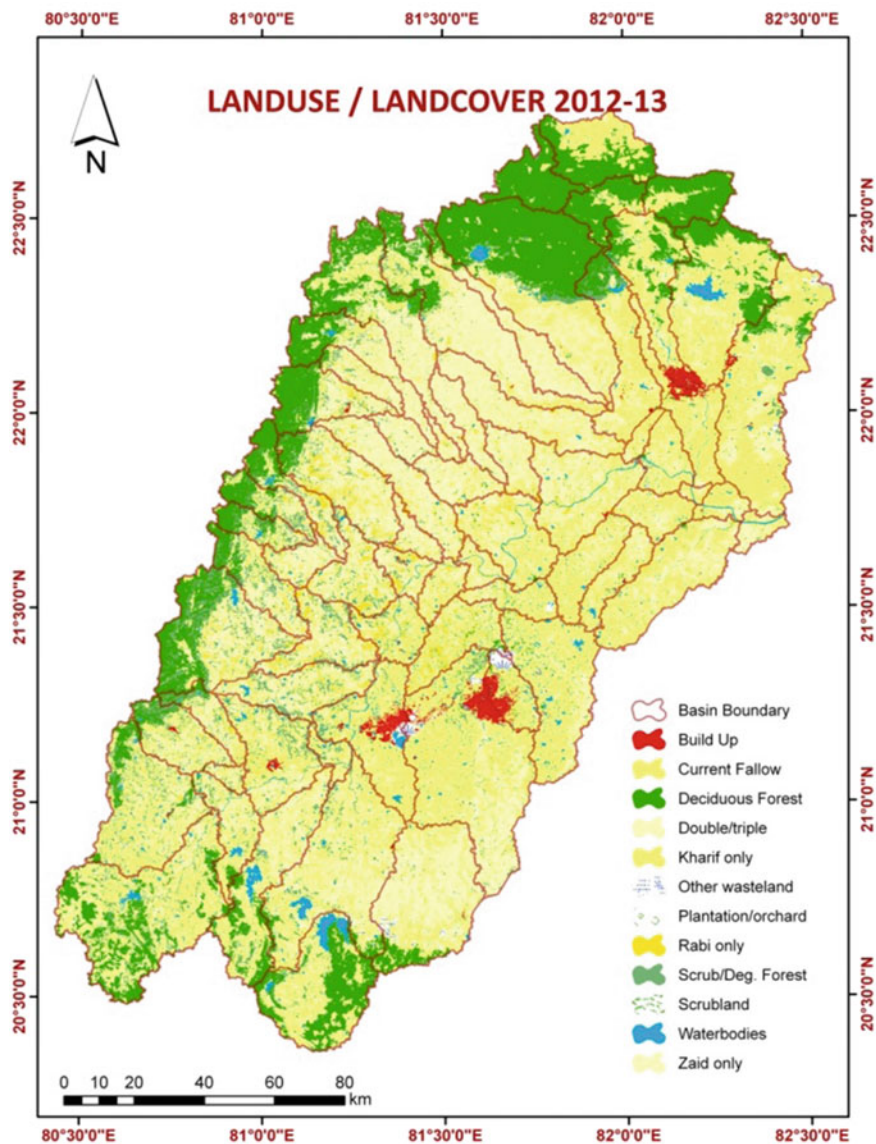 80°30'0"E 81°0'0"E 81°30'0"E 82°0'0"E 82°30'0"E
LANDUSE / LANDCOVER 2012-13
N
22°30'0"N 22°30'0"N
22°0'0"N 22°0'0"N
21°30'0"N 21°30'0"N
21°0'0"N 21°0'0"N
20°30'0"N 20°30'0"N
Basin Boundary
Build Up
Current Fallow
Deciduous Forest
Double/triple
Kharif only
Other wasteland
Plantation/orchard
Rabi only
Scrub/Deg. Forest
Scrubland
Waterbodies
Zaid only
0 10 20 40 60 80
km
80°30'0"E 81°0'0"E 81°30'0"E 82°0'0"E 82°30'0"E